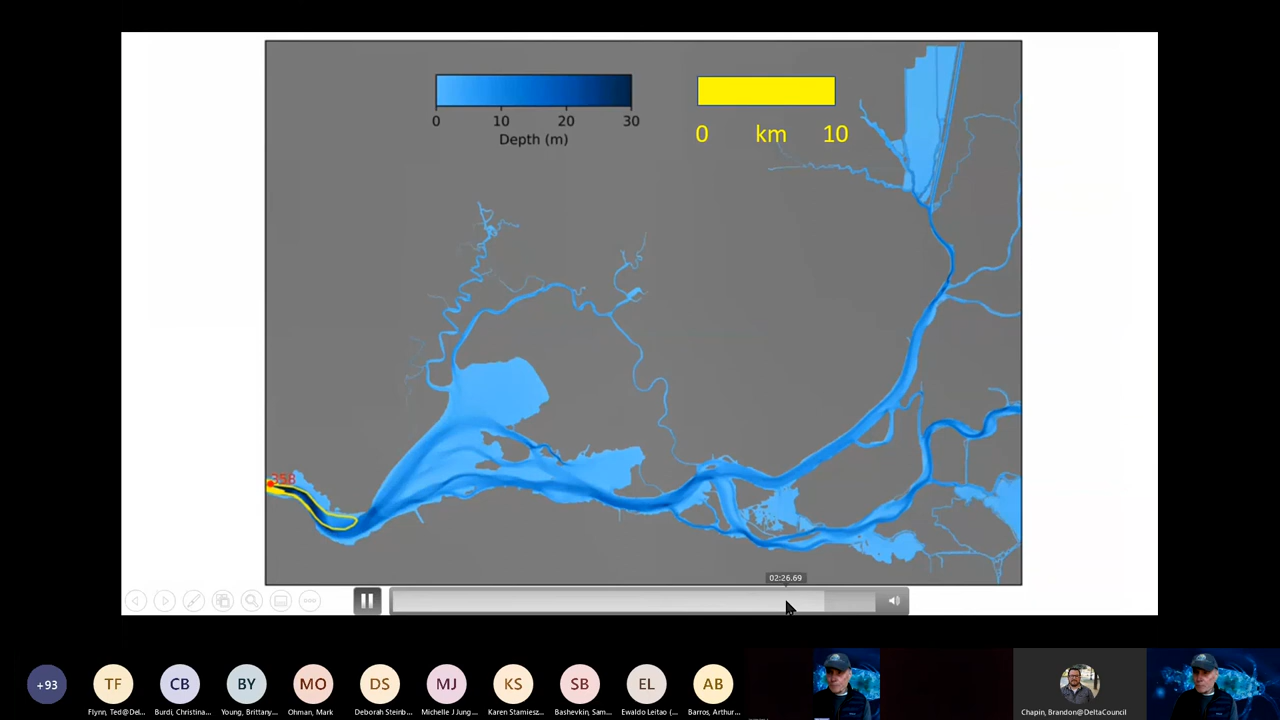 0 10 20 30
Depth (m)
0 km 10
358
02:26.69
+93
TF
CB
BY
MO
DS
MJ
KS
SB
EL
AB
Flynn, Ted@Del...
Burdi, Christina...
Young, Brittany...
Ohman, Mark
Deborah Steinb...
Michelle J Jung...
Karen Stamiesz...
Bashevkin, Sam...
Ewaldo Leitao (...
Barros, Arthur...
Chapin, Brandon@DeltaCouncil